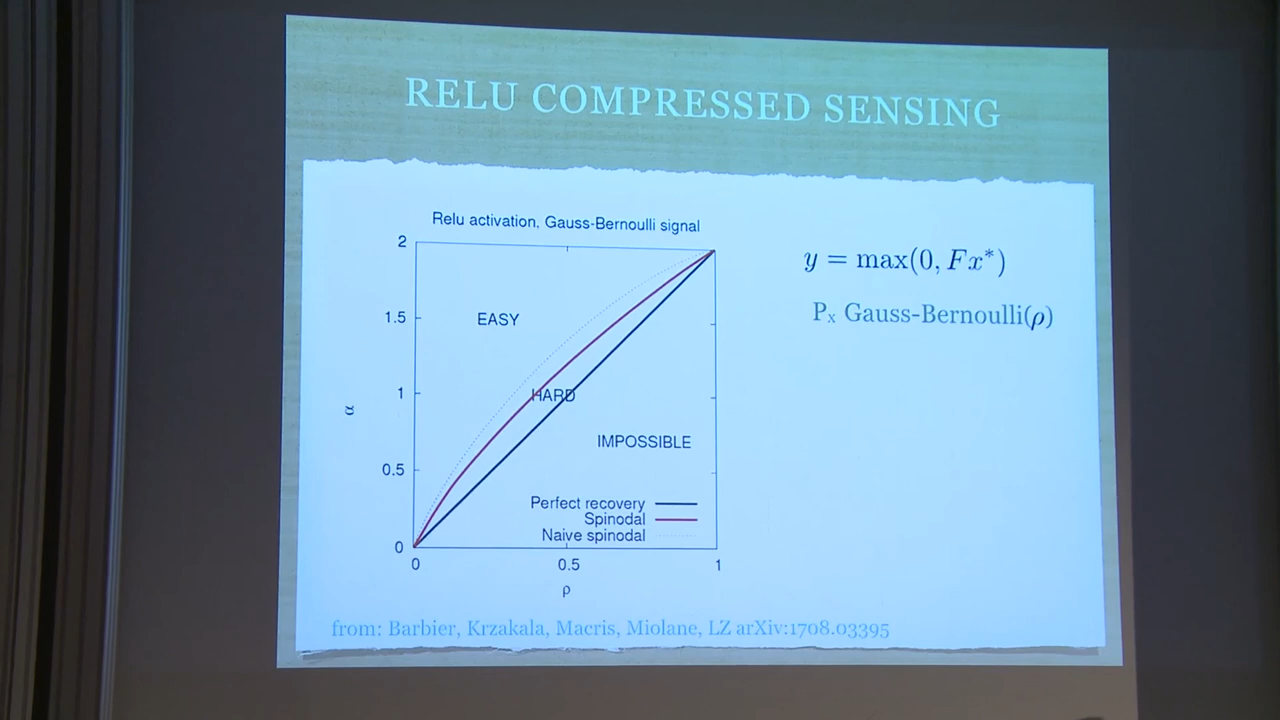 RELU COMPRESSED SENSING
Relu activation, Gauss-Bernoulli signal
2
1.5
1
0.5
0
α
EASY
HARD
IMPOSSIBLE
Perfect recovery
Spinodal
Naive spinodal
0
0.5
1
ρ
y = max(0, Fx*)
Pₓ Gauss-Bernoulli(ρ)
from: Barbier, Krzakala, Macris, Miolane, LZ arXiv:1708.03395